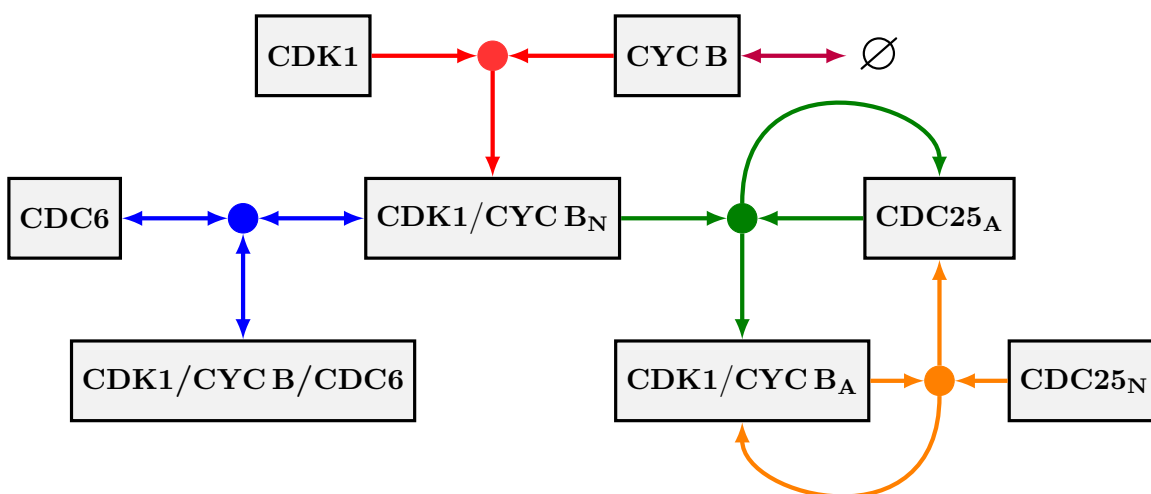 CDK1
CYC B
∅
CDC6
CDK1/CYC B_N
CDC25_A
CDK1/CYC B/CDC6
CDK1/CYC B_A
CDC25_N